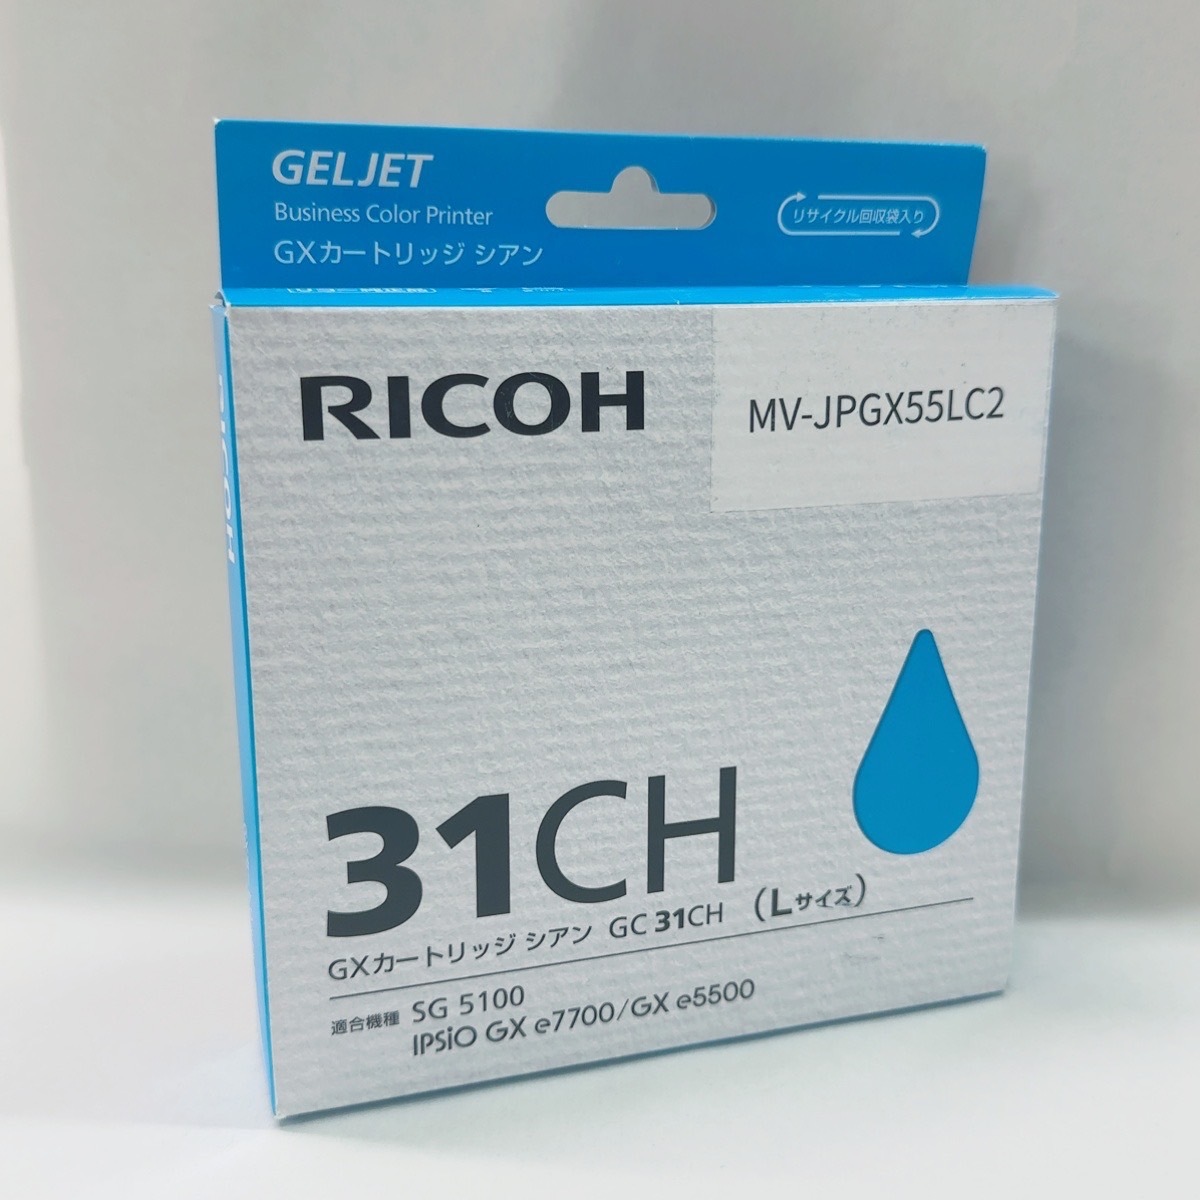 GELJET
Business Color Printer
GXカートリッジ シアン
リサイクル回収袋入り
RICOH
MV-JPGX55LC2
RICOH
31CH
GXカートリッジ シアン GC 31CH (Lサイズ)
適合機種 SG 5100
IPSiO GX e7700/GX e5500